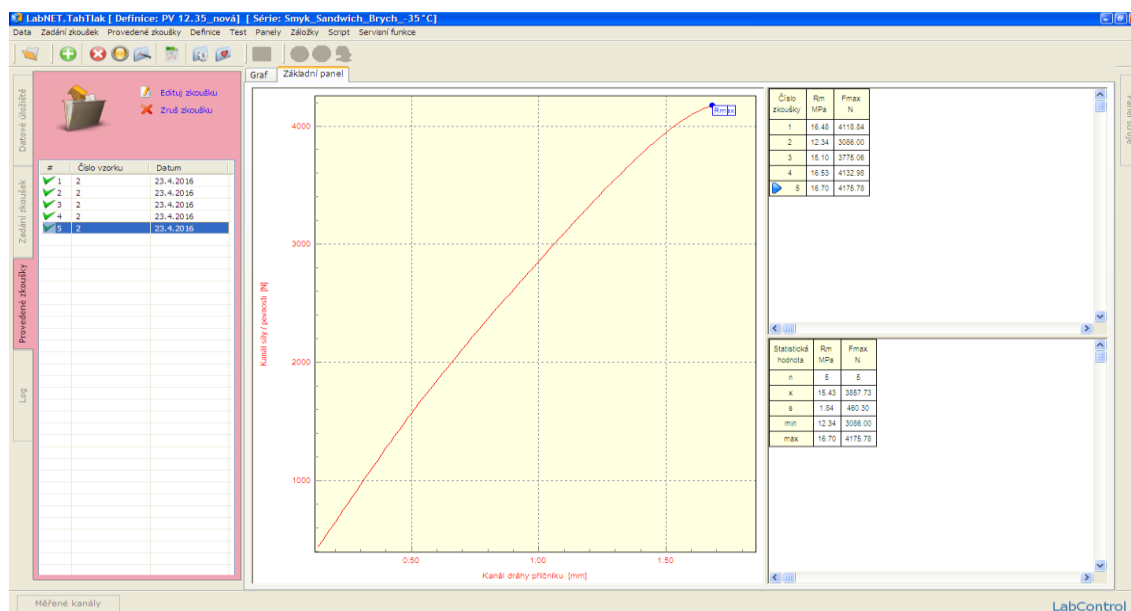 LabNET.TahTlak [ Definice: PV 12.35_nová] [ Série: Smyk_Sandwich_Brych_-35°C]
Data Zadání zkoušek Provedené zkoušky Definice Test Panely Záložky Script Servisní funkce
Graf Základní panel
Datové úložiště
Zadání zkoušek
Provedené zkoušky
Log
Edituj zkoušku
Zruš zkoušku
# Číslo vzorku Datum
1 2 23.4.2016
2 2 23.4.2016
3 2 23.4.2016
4 2 23.4.2016
5 2 23.4.2016
Kanál síly / pevnosti [N]
4000
3000
2000
1000
0.50 1.00 1.50
Kanál dráhy příčníku [mm]
Číslo zkoušky Rm MPa Fmax N
1 16.48 4118.84
2 12.34 3086.00
3 15.10 3775.06
4 16.53 4132.98
5 16.70 4175.78
Statistická hodnota Rm MPa Fmax N
n 5 5
x 15.43 3857.73
s 1.84 460.30
min 12.34 3086.00
max 16.70 4175.78
Měřené kanály
LabControl